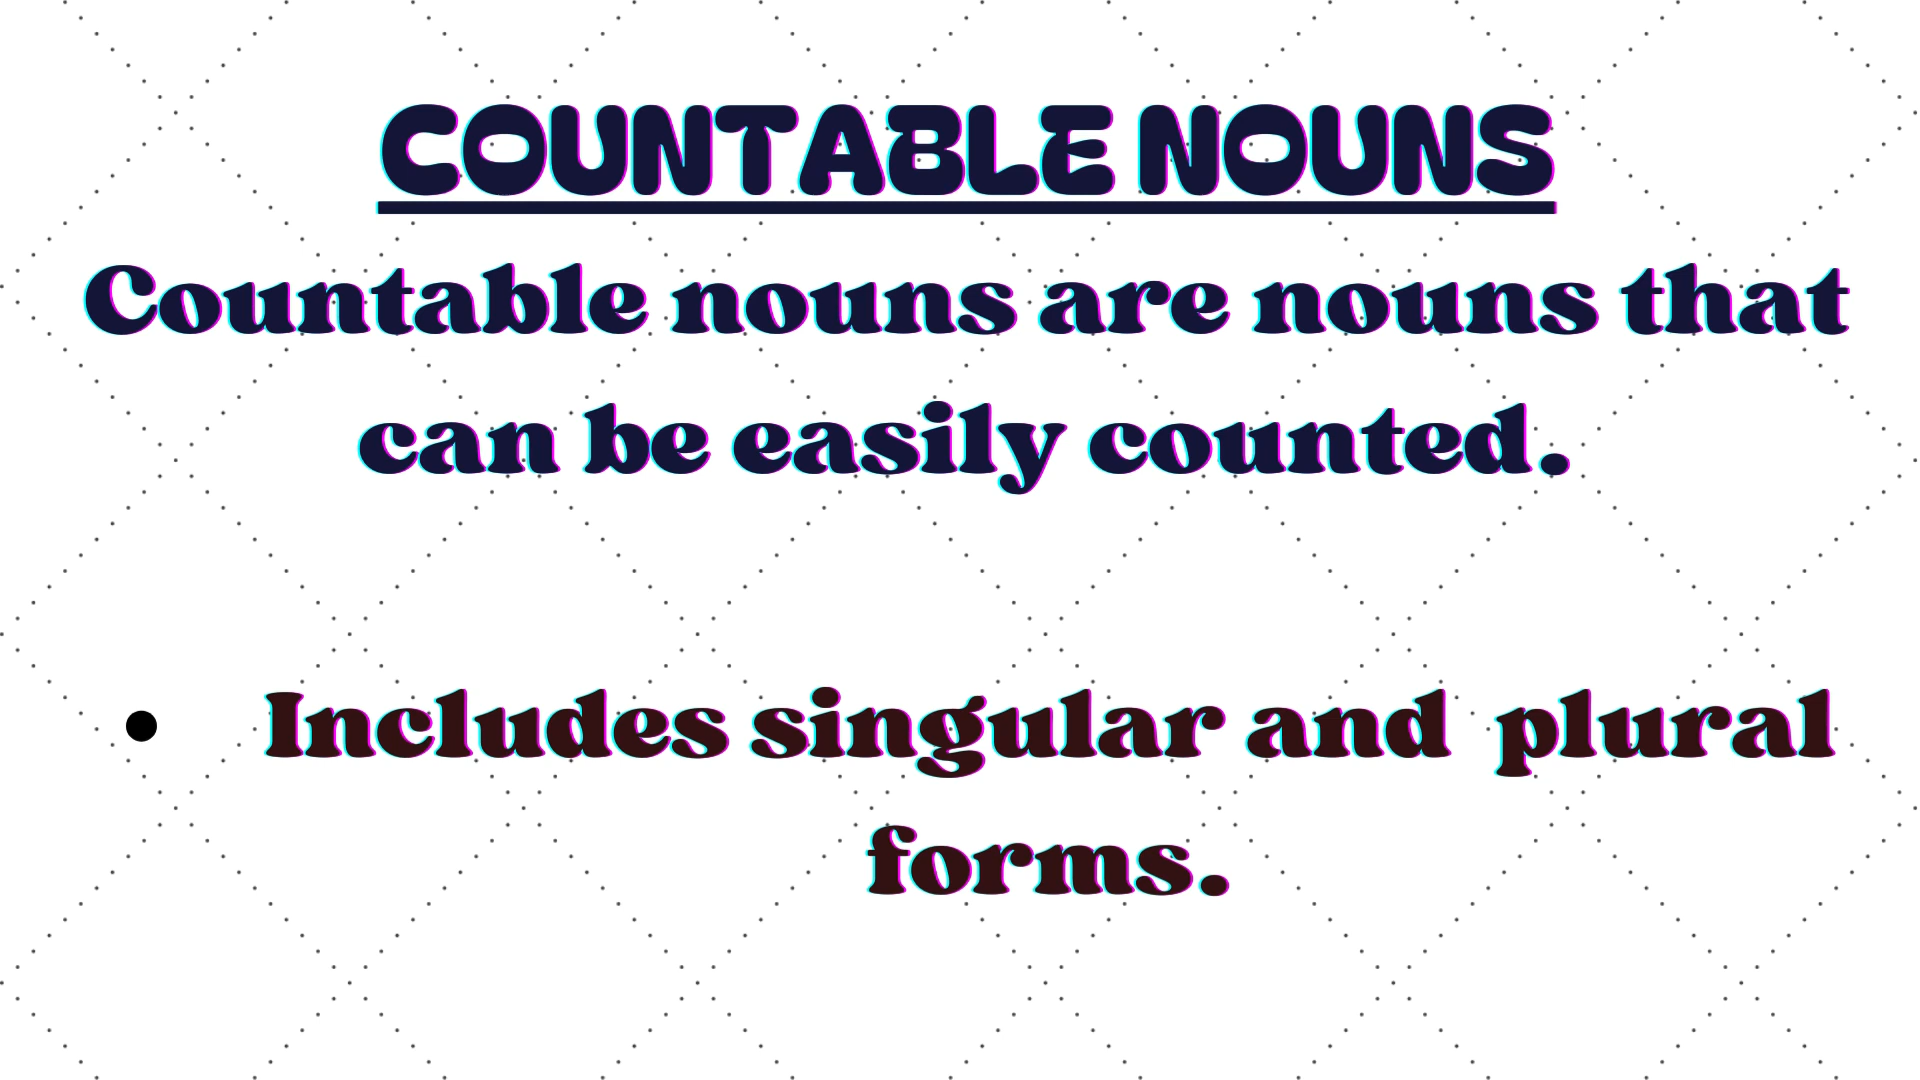 COUNTABLE NOUNS
Countable nouns are nouns that
can be easily counted.
• Includes singular and  plural
forms.